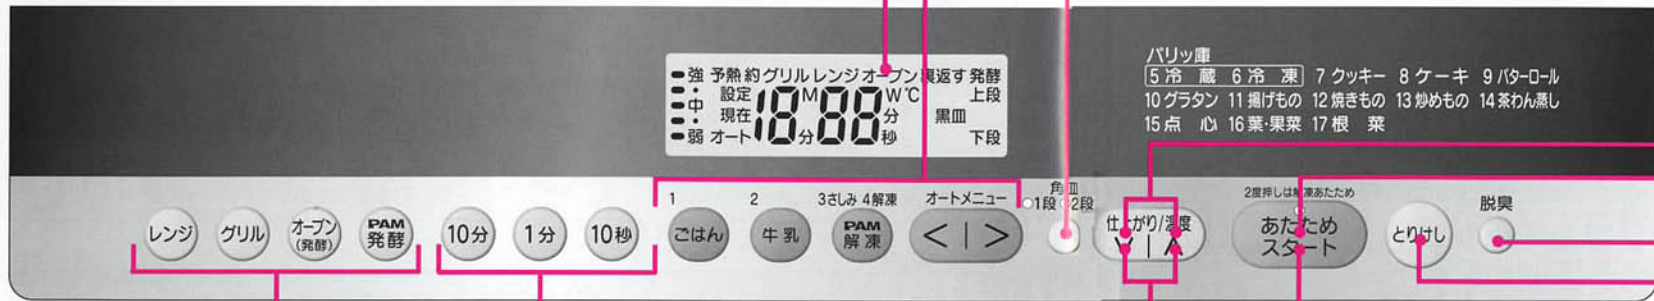 強 予熱 約 グリル レンジ オーブン 裏返す 発酵
・ 設定 18 M 88 W ℃ 上段
中 現在 分 黒皿
・
弱 オート 分 秒 下段
パリッ庫
5 冷 蔵 6 冷 凍 7 クッキー 8 ケーキ 9 バターロール
10 グラタン 11 揚げもの 12 焼きもの 13 炒めもの 14 茶わん蒸し
15 点 心 16 葉・果菜 17 根 菜
レンジ
グリル
オーブン
(発酵)
PAM
発酵
10分
1分
10秒
1
ごはん
2
牛乳
3さしみ 4解凍
PAM
解凍
オートメニュー
< | >
角皿
1段 2段
仕上がり/温度
∨ | ∧
2度押しは解凍あたため
あたため
スタート
とりけし
脱臭